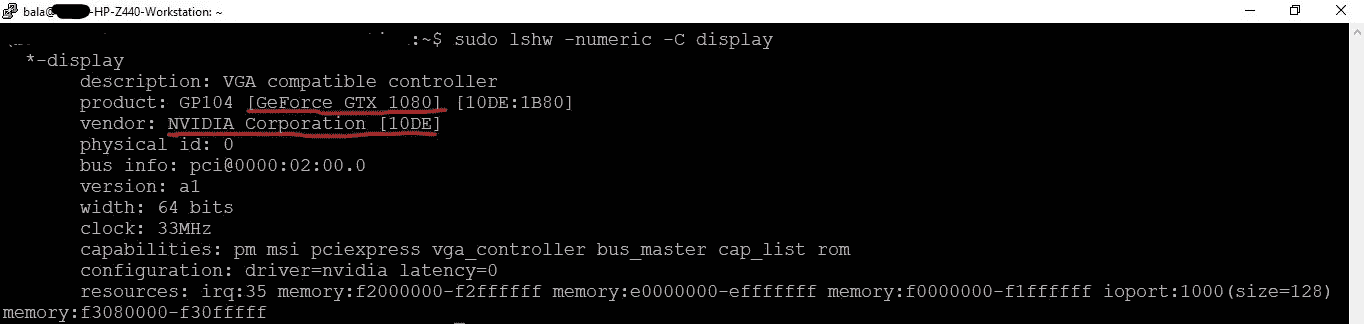 bala@ -HP-Z440-Workstation: ~
:~$ sudo lshw -numeric -C display
*-display
description: VGA compatible controller
product: GP104 [GeForce GTX 1080] [10DE:1B80]
vendor: NVIDIA Corporation [10DE]
physical id: 0
bus info: pci@0000:02:00.0
version: a1
width: 64 bits
clock: 33MHz
capabilities: pm msi pciexpress vga_controller bus_master cap_list rom
configuration: driver=nvidia latency=0
resources: irq:35 memory:f2000000-f2ffffff memory:e0000000-efffffff memory:f0000000-f1ffffff ioport:1000(size=128)
memory:f3080000-f30fffff